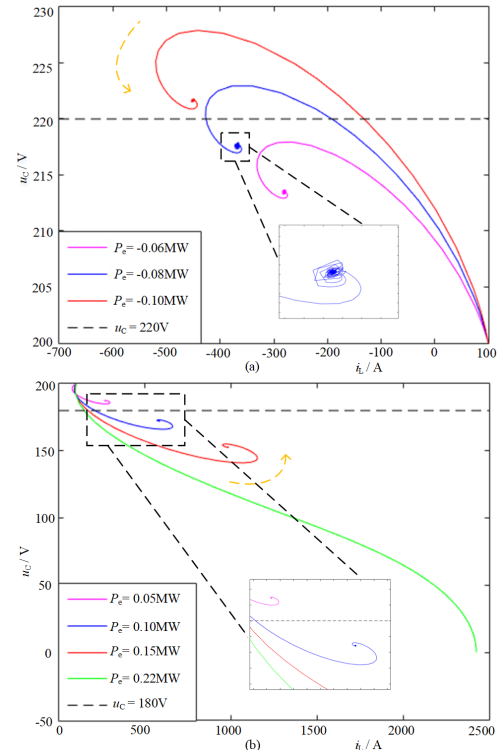 230
225
220
215
210
205
200
u_C / V
P_e= -0.06MW
P_e= -0.08MW
P_e= -0.10MW
u_C = 220V
-700
-600
-500
-400
-300
-200
-100
0
100
(a)
i_L / A
200
150
100
50
0
-50
u_C / V
P_e= 0.05MW
P_e= 0.10MW
P_e= 0.15MW
P_e= 0.22MW
u_C = 180V
0
500
1000
1500
2000
2500
(b)
i_L / A